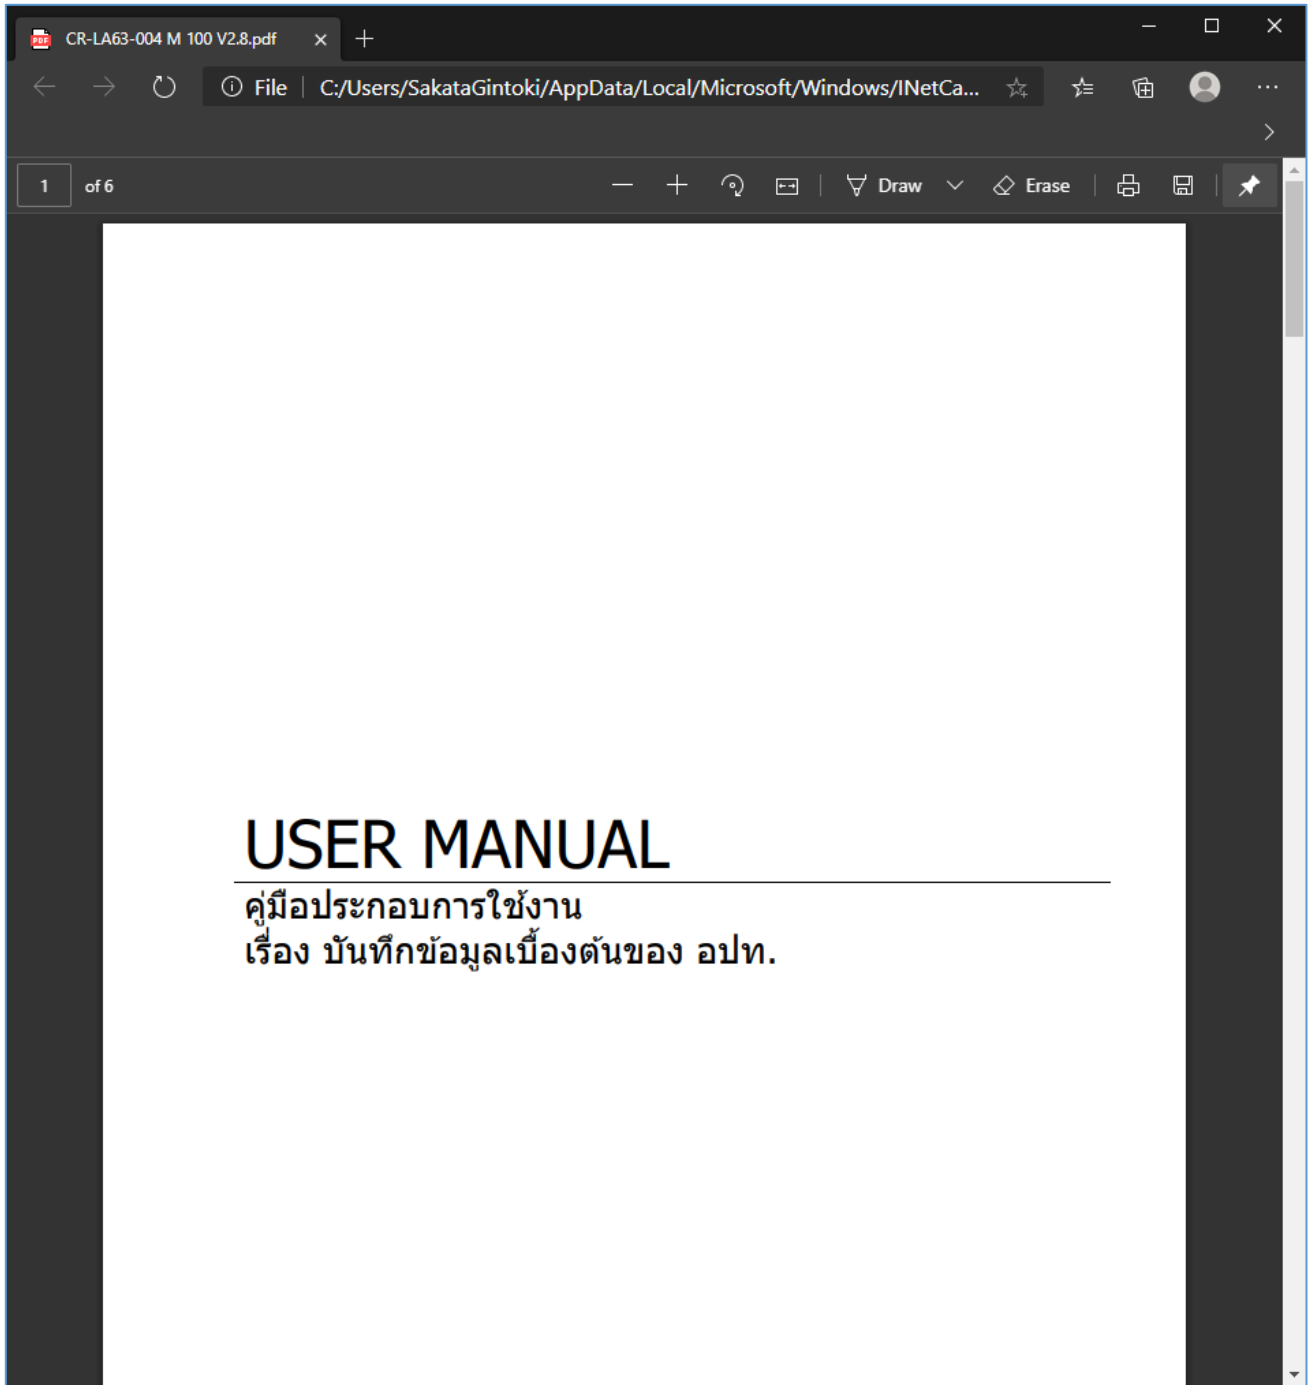 CR-LA63-004 M 100 V2.8.pdf
File C:/Users/SakataGintoki/AppData/Local/Microsoft/Windows/INetCa...
1 of 6 Draw Erase
USER MANUAL
คู่มือประกอบการใช้งาน
เรื่อง บันทึกข้อมูลเบื้องต้นของ อปท.